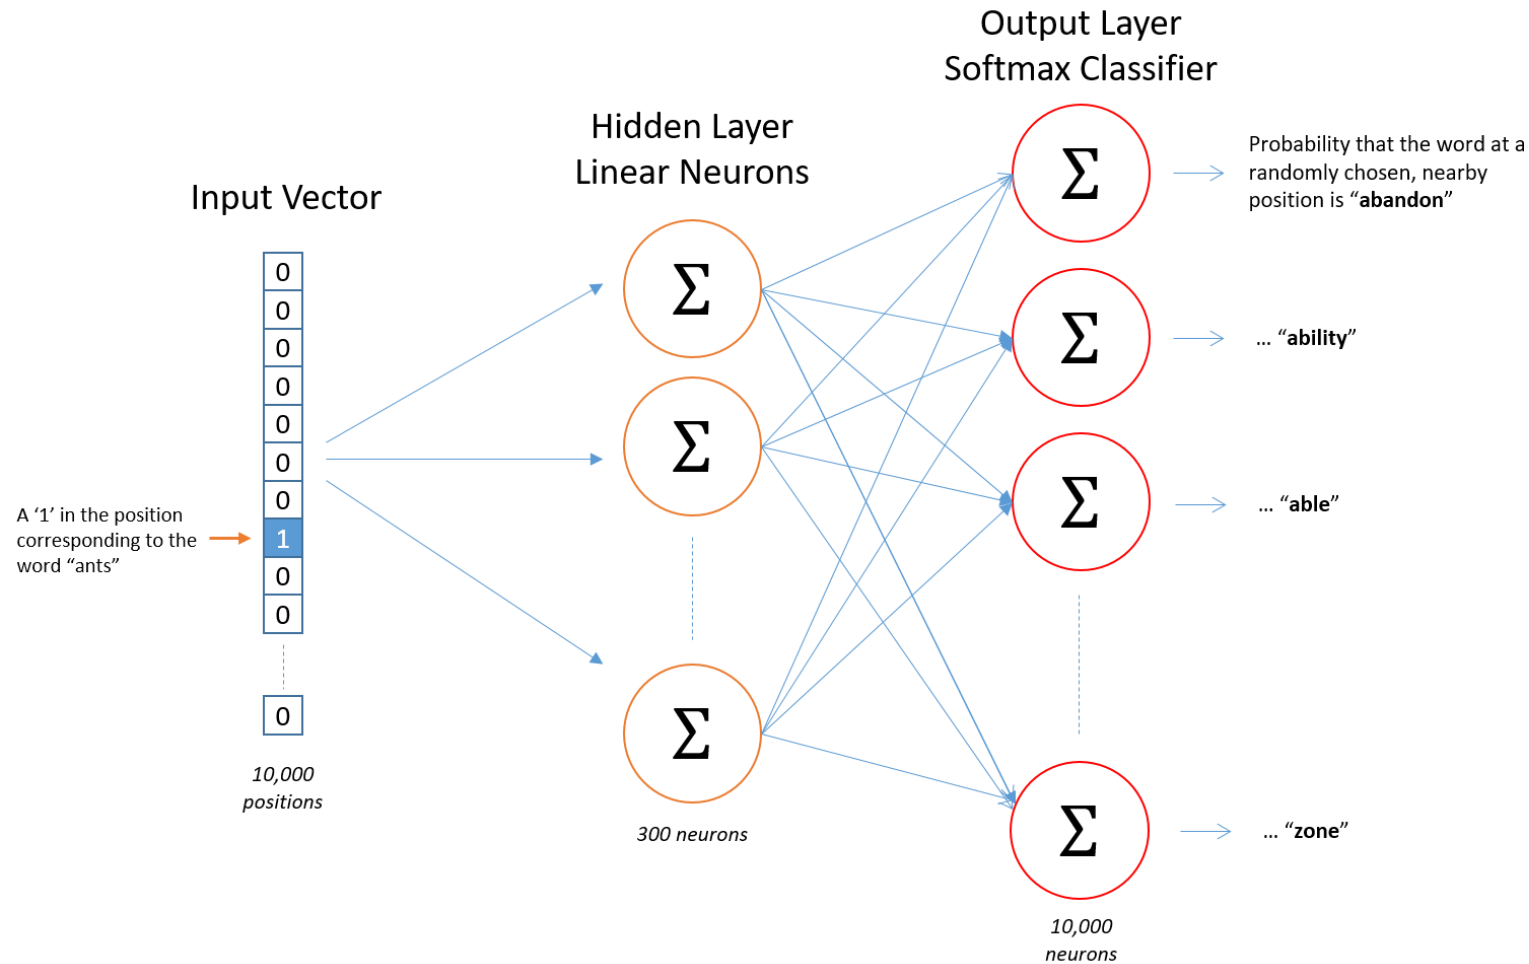 Output Layer
Softmax Classifier
Hidden Layer
Linear Neurons
Input Vector
0
0
0
0
0
0
0
1
0
0
0
A ‘1’ in the position
corresponding to the
word “ants”
10,000
positions
Σ
Σ
Σ
300 neurons
Σ
Σ
Σ
Σ
10,000
neurons
Probability that the word at a
randomly chosen, nearby
position is “abandon”
... “ability”
... “able”
... “zone”